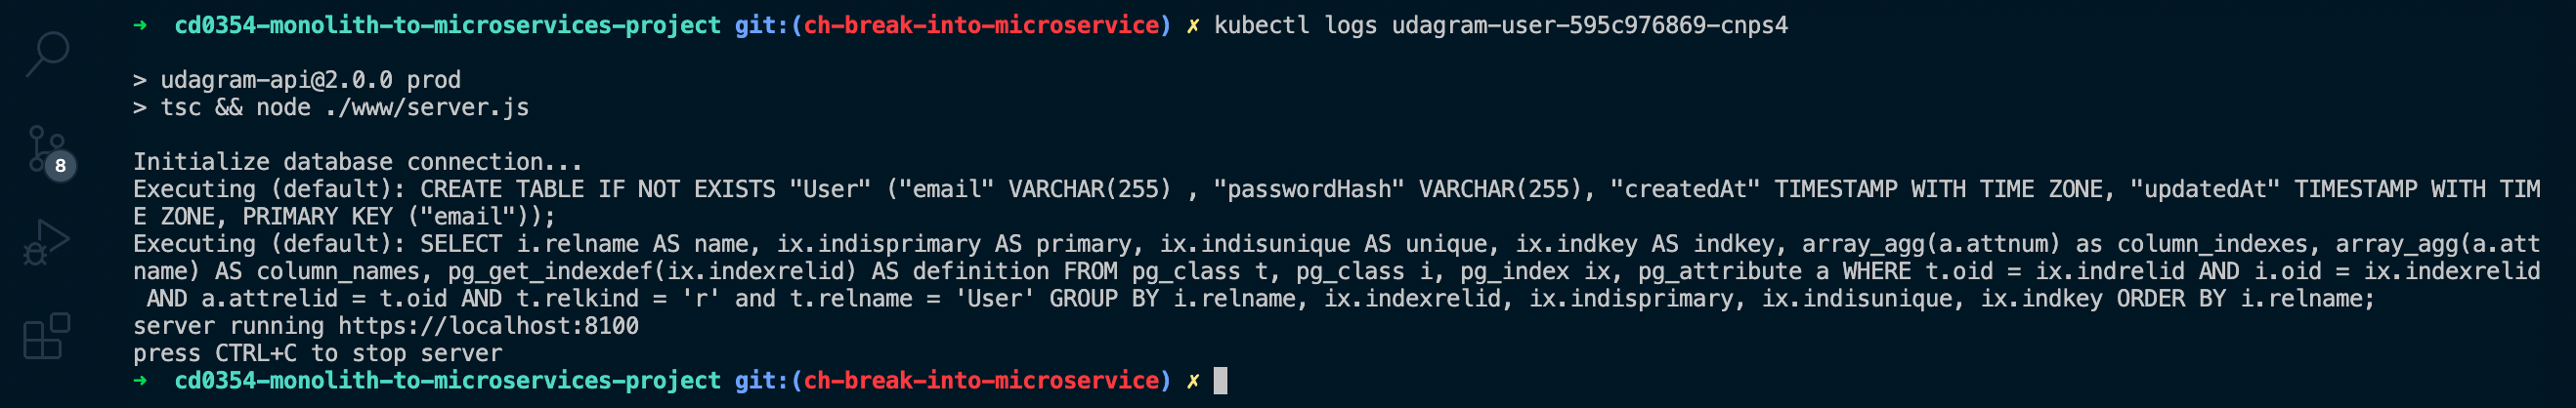 ➜  cd0354-monolith-to-microservices-project git:(ch-break-into-microservice) ✗ kubectl logs udagram-user-595c976869-cnps4
> udagram-api@2.0.0 prod
> tsc && node ./www/server.js
8
Initialize database connection...
Executing (default): CREATE TABLE IF NOT EXISTS "User" ("email" VARCHAR(255) , "passwordHash" VARCHAR(255), "createdAt" TIMESTAMP WITH TIME ZONE, "updatedAt" TIMESTAMP WITH TIM
E ZONE, PRIMARY KEY ("email"));
Executing (default): SELECT i.relname AS name, ix.indisprimary AS primary, ix.indisunique AS unique, ix.indkey AS indkey, array_agg(a.attnum) as column_indexes, array_agg(a.att
name) AS column_names, pg_get_indexdef(ix.indexrelid) AS definition FROM pg_class t, pg_class i, pg_index ix, pg_attribute a WHERE t.oid = ix.indrelid AND i.oid = ix.indexrelid
 AND a.attrelid = t.oid AND t.relkind = 'r' and t.relname = 'User' GROUP BY i.relname, ix.indexrelid, ix.indisprimary, ix.indisunique, ix.indkey ORDER BY i.relname;
server running https://localhost:8100
press CTRL+C to stop server
➜  cd0354-monolith-to-microservices-project git:(ch-break-into-microservice) ✗